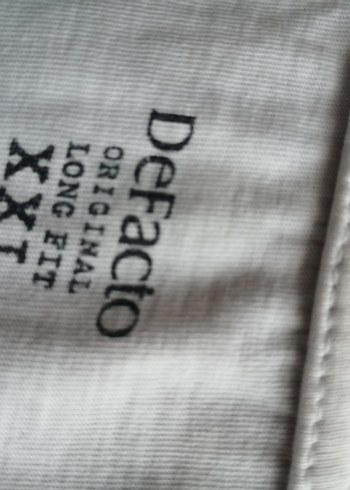 DeFacto
ORIGINAL
LONG FIT
XXL